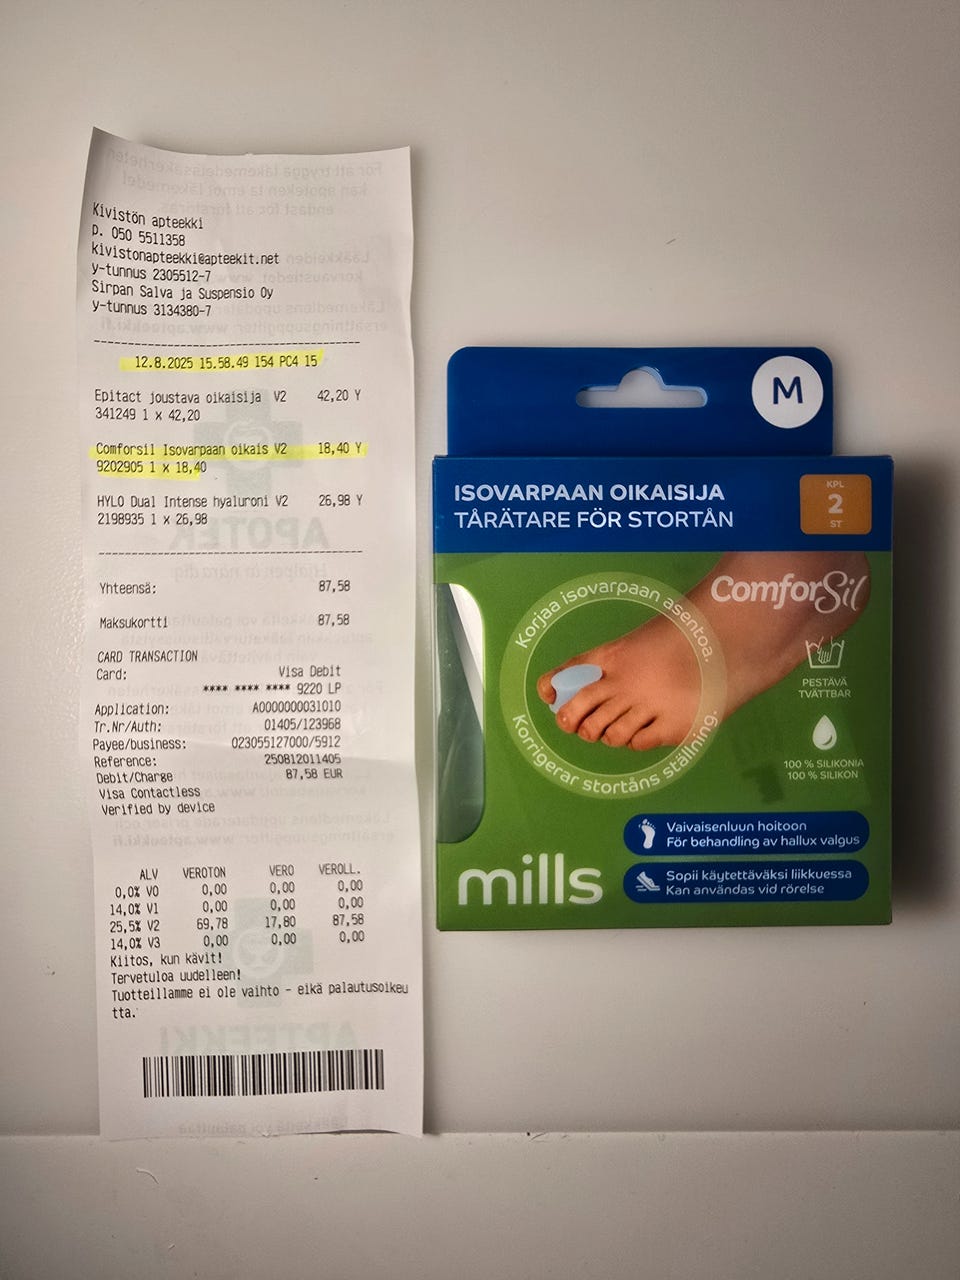 Kivistön apteekki
p. 050 5511358
kivistonapteekki@apteekit.net
y-tunnus 2305512-7
Sirpan Salva ja Suspensio Oy
y-tunnus 3134380-7
12.8.2025 15.58.49 154 PC4 15
Epitact joustava oikaisija V2 42,20 Y
341249 1 x 42,20
Comforsil Isovarpaan oikais V2 18,40 Y
9202905 1 x 18,40
HYLO Dual Intense hyaluroni V2 26,98 Y
2198935 1 x 26,98
Yhteensä: 87,58
Maksukortti 87,58
CARD TRANSACTION
Card: Visa Debit
**** **** **** 9220 LP
Application: A0000000031010
Tr.Nr/Auth: 01405/123968
Payee/business: 023055127000/5912
Reference: 250812011405
Debit/Charge 87,58 EUR
Visa Contactless
Verified by device
ALV VEROTON VERO VEROLL.
0,0% V0 0,00 0,00 0,00
14,0% V1 0,00 0,00 0,00
25,5% V2 69,78 17,80 87,58
14,0% V3 0,00 0,00 0,00
Kiitos, kun kävit!
Tervetuloa uudelleen!
Tuotteillamme ei ole vaihto - eikä palautusoikeu
tta.
M
ISOVARPAAN OIKAISIJA
TÅRÄTARE FÖR STORTÅN
KPL
2
ST
ComforSil
Korjaa isovarpaan asentoa.
Korrigerar stortåns ställning.
PESTÄVÄ
TVÄTTBAR
100 % SILIKONIA
100 % SILIKON
Vaivaisenluun hoitoon
För behandling av hallux valgus
mills
Sopii käytettäväksi liikkuessa
Kan användas vid rörelse